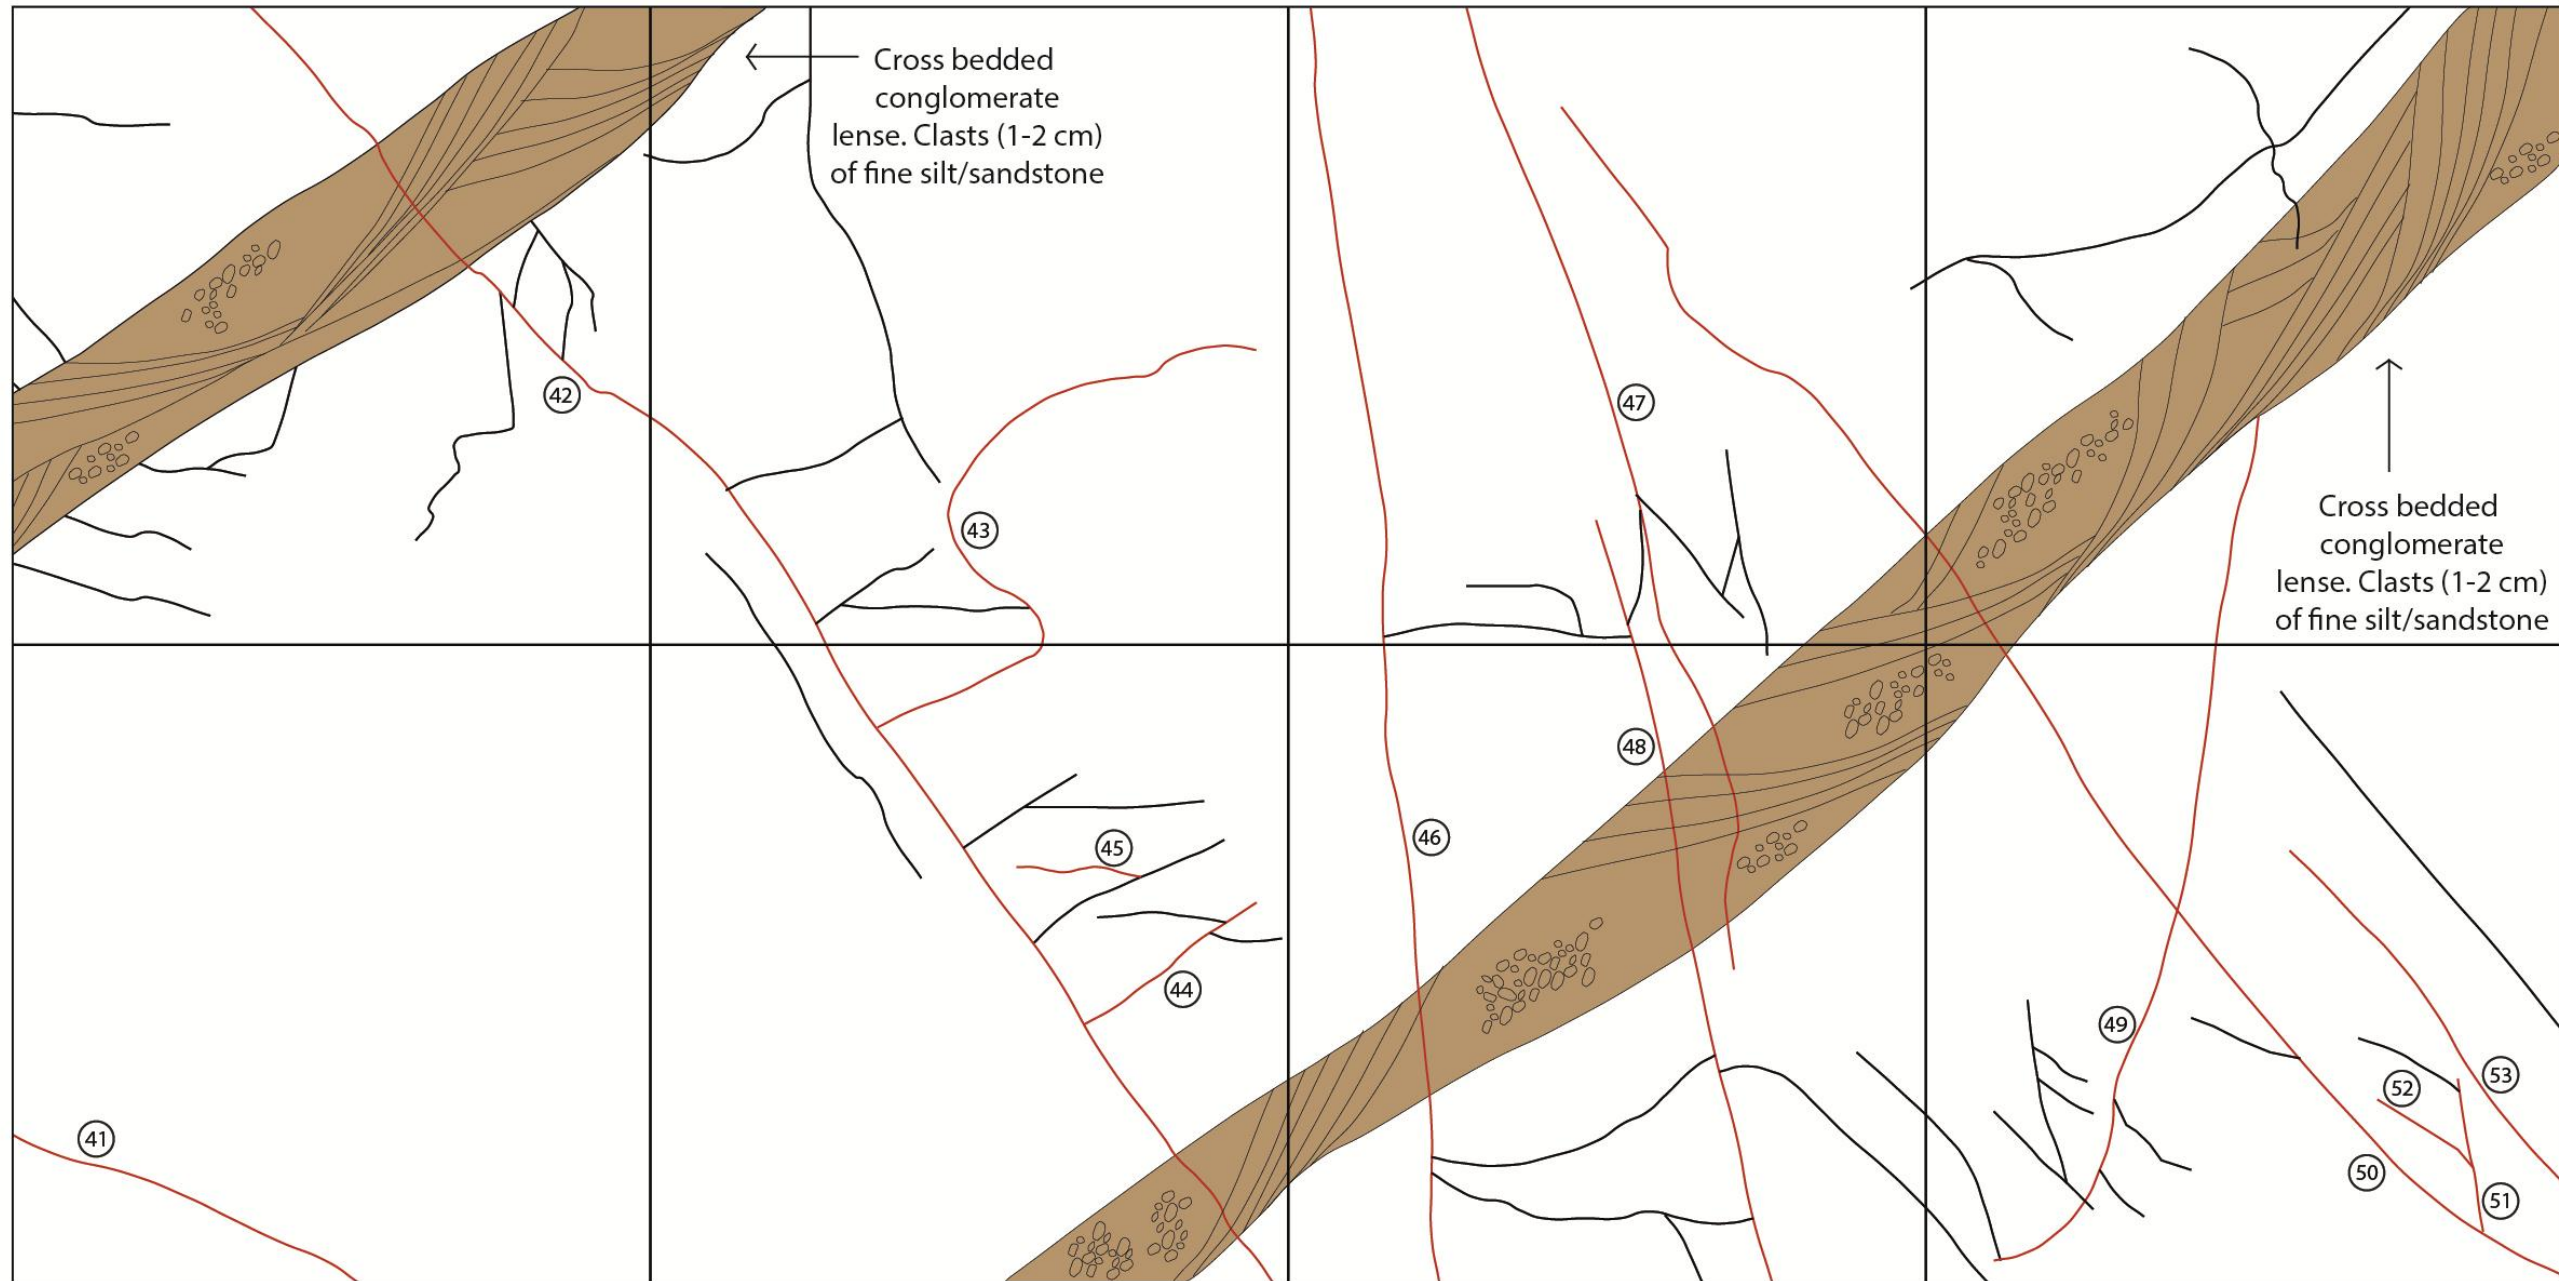 Cross bedded
conglomerate
lense. Clasts (1-2 cm)
of fine silt/sandstone
42
43
47
Cross bedded
conglomerate
lense. Clasts (1-2 cm)
of fine silt/sandstone
48
46
45
44
49
53
52
41
50
51